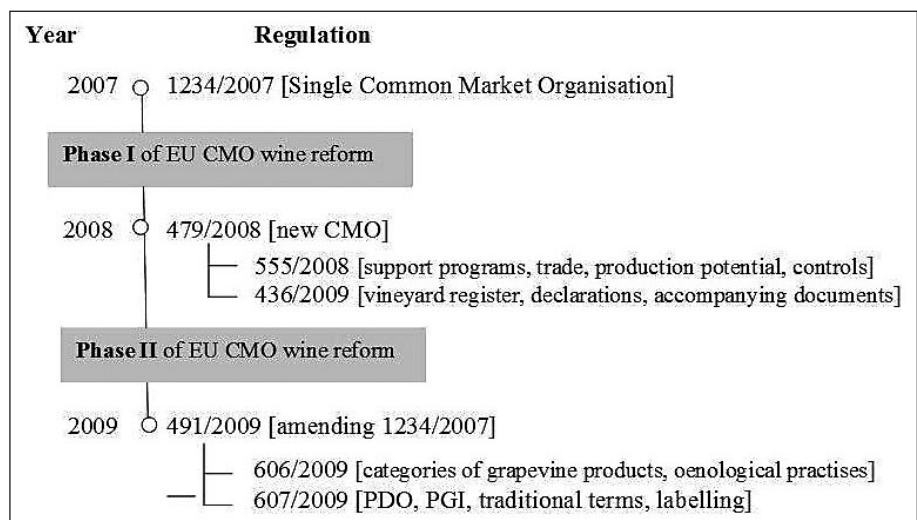 Year Regulation
2007 1234/2007 [Single Common Market Organisation]
Phase I of EU CMO wine reform
2008 479/2008 [new CMO]
555/2008 [support programs, trade, production potential, controls]
436/2009 [vineyard register, declarations, accompanying documents]
Phase II of EU CMO wine reform
2009 491/2009 [amending 1234/2007]
606/2009 [categories of grapevine products, oenological practises]
607/2009 [PDO, PGI, traditional terms, labelling]